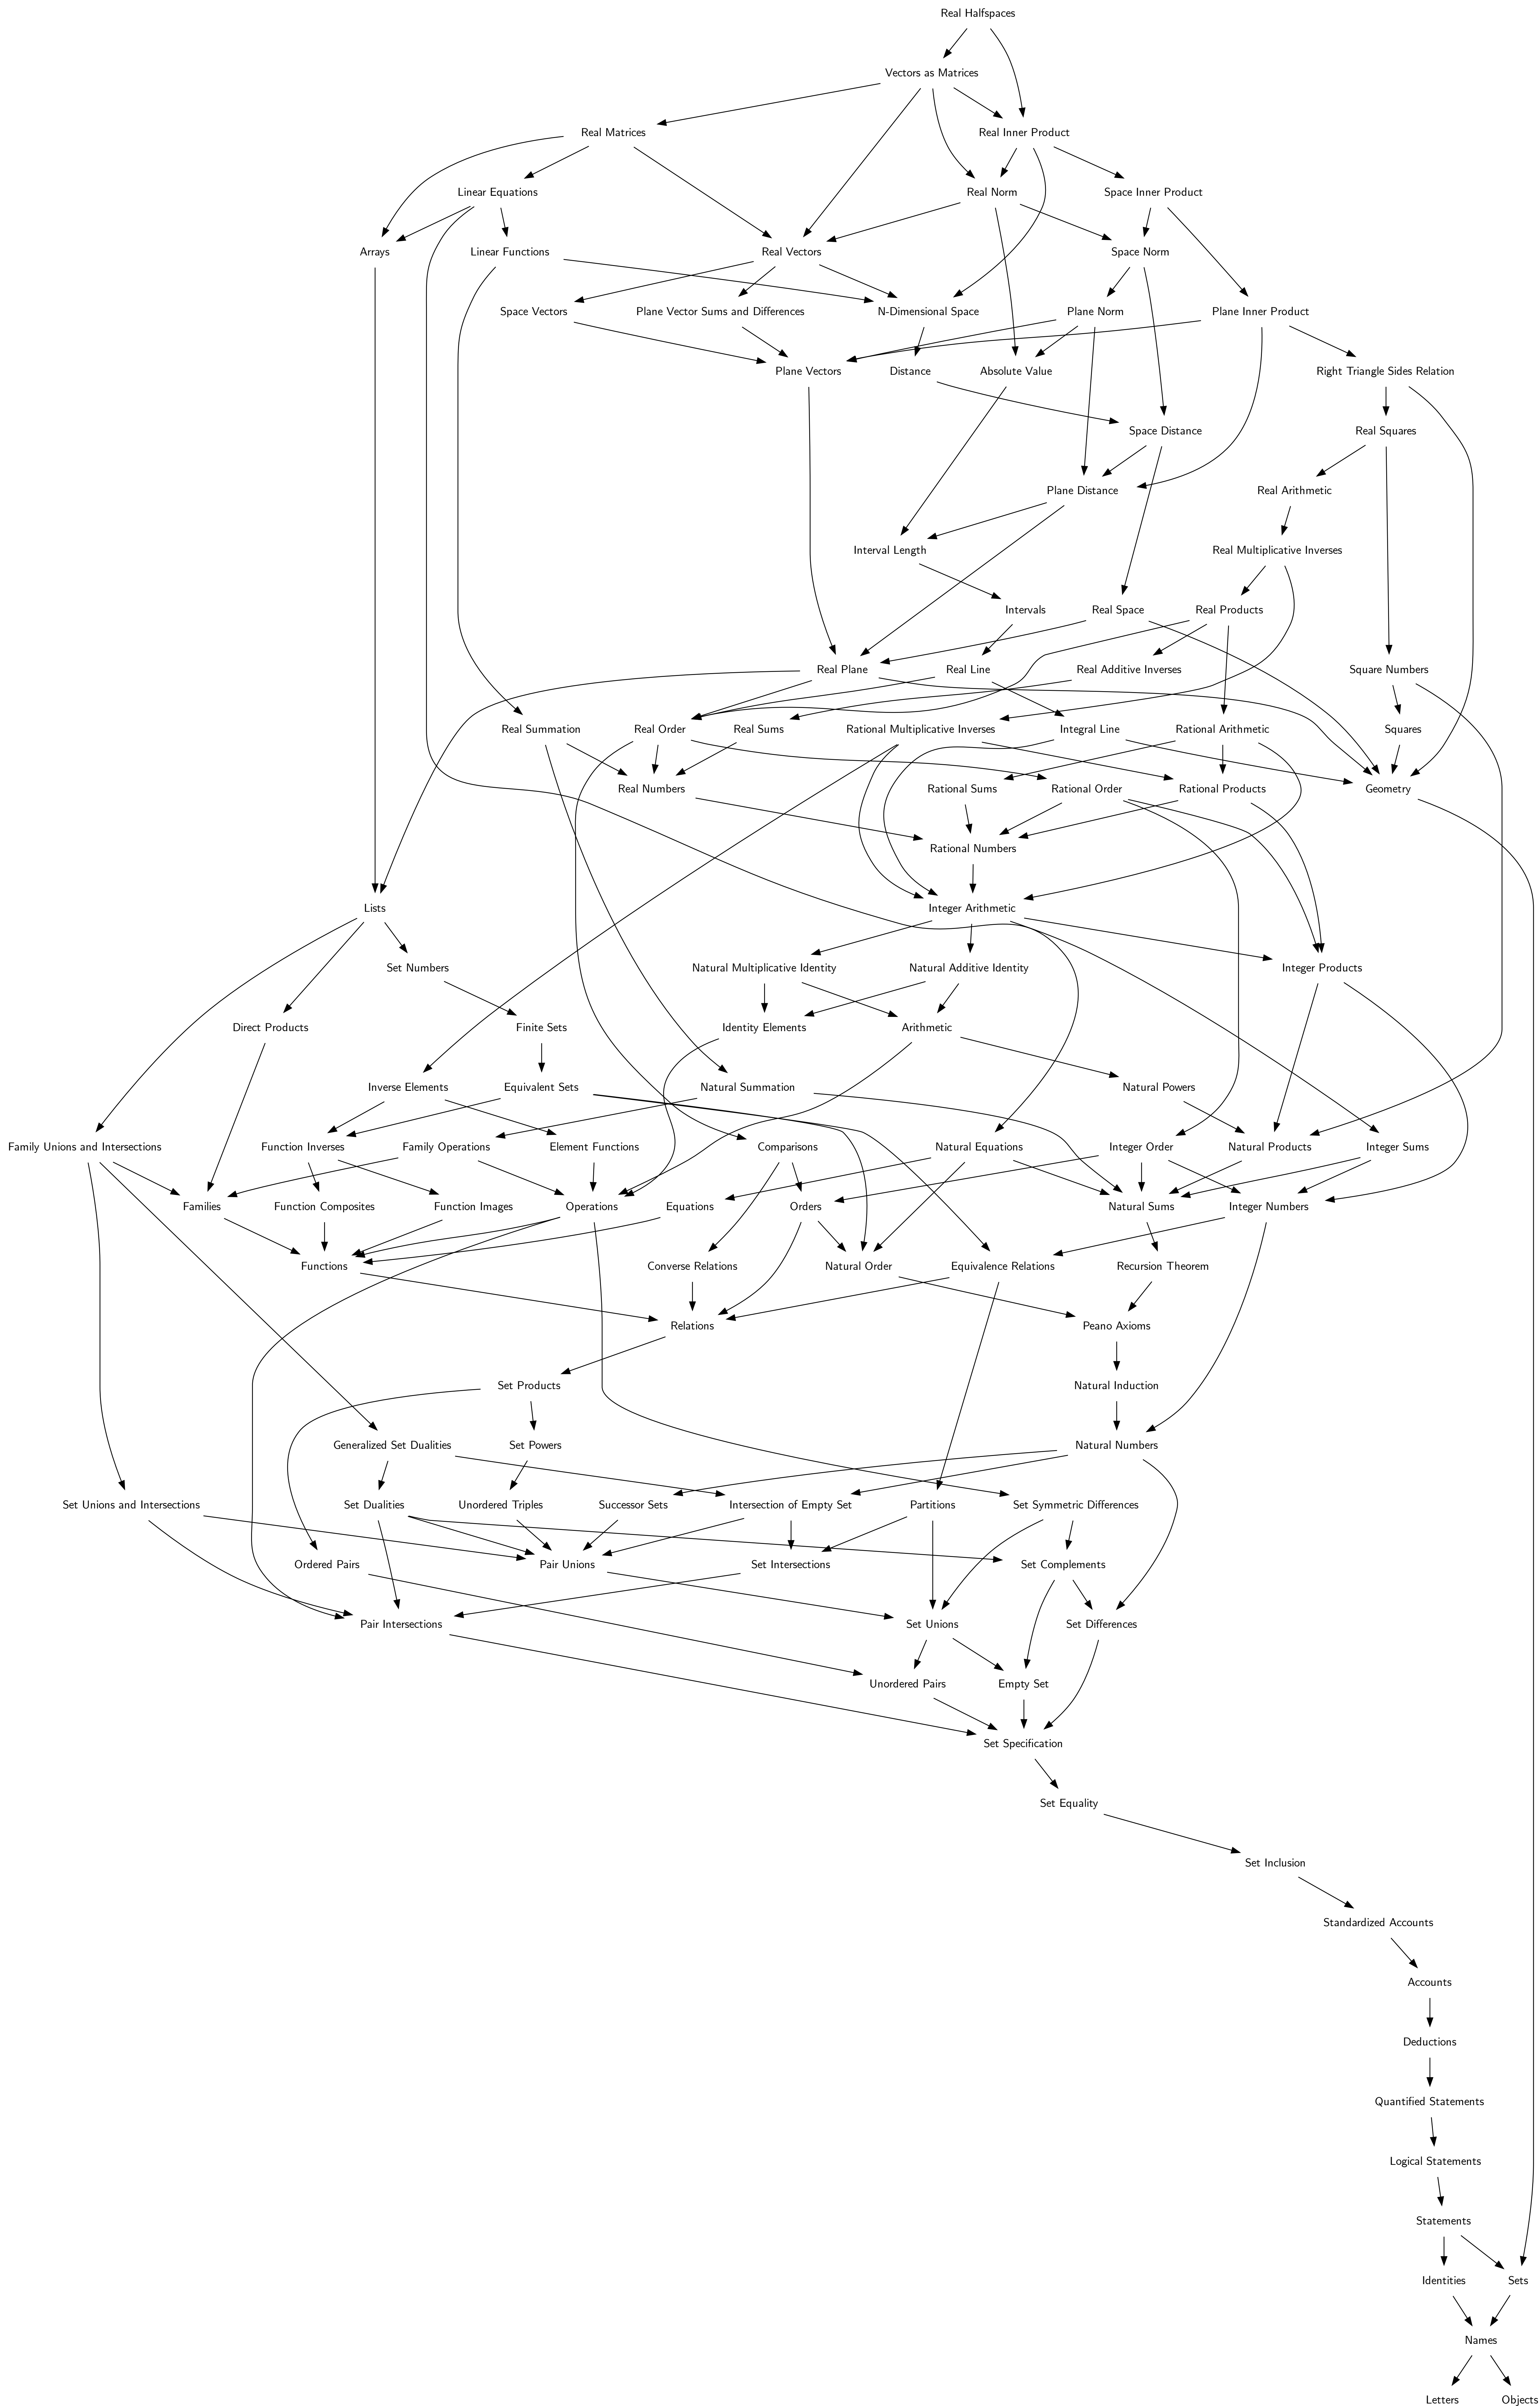 Real Halfspaces
Vectors as Matrices
Real Matrices
Real Inner Product
Linear Equations
Real Norm
Space Inner Product
Arrays
Linear Functions
Real Vectors
Space Norm
Space Vectors
Plane Vector Sums and Differences
N-Dimensional Space
Plane Norm
Plane Inner Product
Plane Vectors
Distance
Absolute Value
Right Triangle Sides Relation
Space Distance
Real Squares
Plane Distance
Real Arithmetic
Interval Length
Real Multiplicative Inverses
Intervals
Real Space
Real Products
Real Plane
Real Line
Real Additive Inverses
Square Numbers
Real Summation
Real Order
Real Sums
Rational Multiplicative Inverses
Integral Line
Rational Arithmetic
Squares
Real Numbers
Rational Sums
Rational Order
Rational Products
Geometry
Rational Numbers
Lists
Integer Arithmetic
Set Numbers
Natural Multiplicative Identity
Natural Additive Identity
Integer Products
Direct Products
Finite Sets
Identity Elements
Arithmetic
Inverse Elements
Equivalent Sets
Natural Summation
Natural Powers
Family Unions and Intersections
Function Inverses
Family Operations
Element Functions
Comparisons
Natural Equations
Integer Order
Natural Products
Integer Sums
Families
Function Composites
Function Images
Operations
Equations
Orders
Natural Sums
Integer Numbers
Functions
Converse Relations
Natural Order
Equivalence Relations
Recursion Theorem
Relations
Peano Axioms
Set Products
Natural Induction
Generalized Set Dualities
Set Powers
Natural Numbers
Set Unions and Intersections
Set Dualities
Unordered Triples
Successor Sets
Intersection of Empty Set
Partitions
Set Symmetric Differences
Ordered Pairs
Pair Unions
Set Intersections
Set Complements
Pair Intersections
Set Unions
Set Differences
Unordered Pairs
Empty Set
Set Specification
Set Equality
Set Inclusion
Standardized Accounts
Accounts
Deductions
Quantified Statements
Logical Statements
Statements
Identities
Sets
Names
Letters
Objects